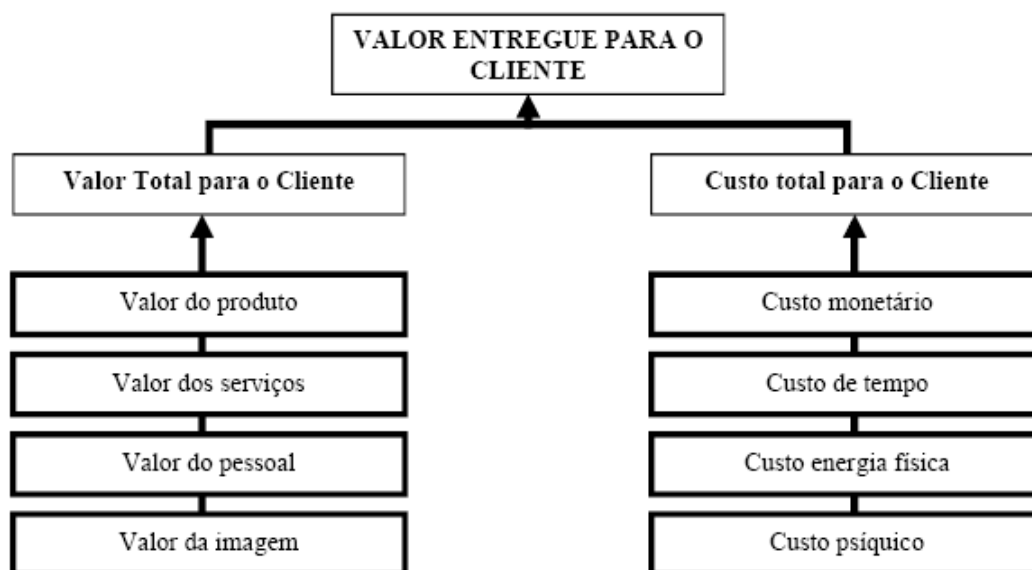 VALOR ENTREGUE PARA O
CLIENTE
Valor Total para o Cliente
Custo total para o Cliente
Valor do produto
Custo monetário
Valor dos serviços
Custo de tempo
Valor do pessoal
Custo energia física
Valor da imagem
Custo psíquico